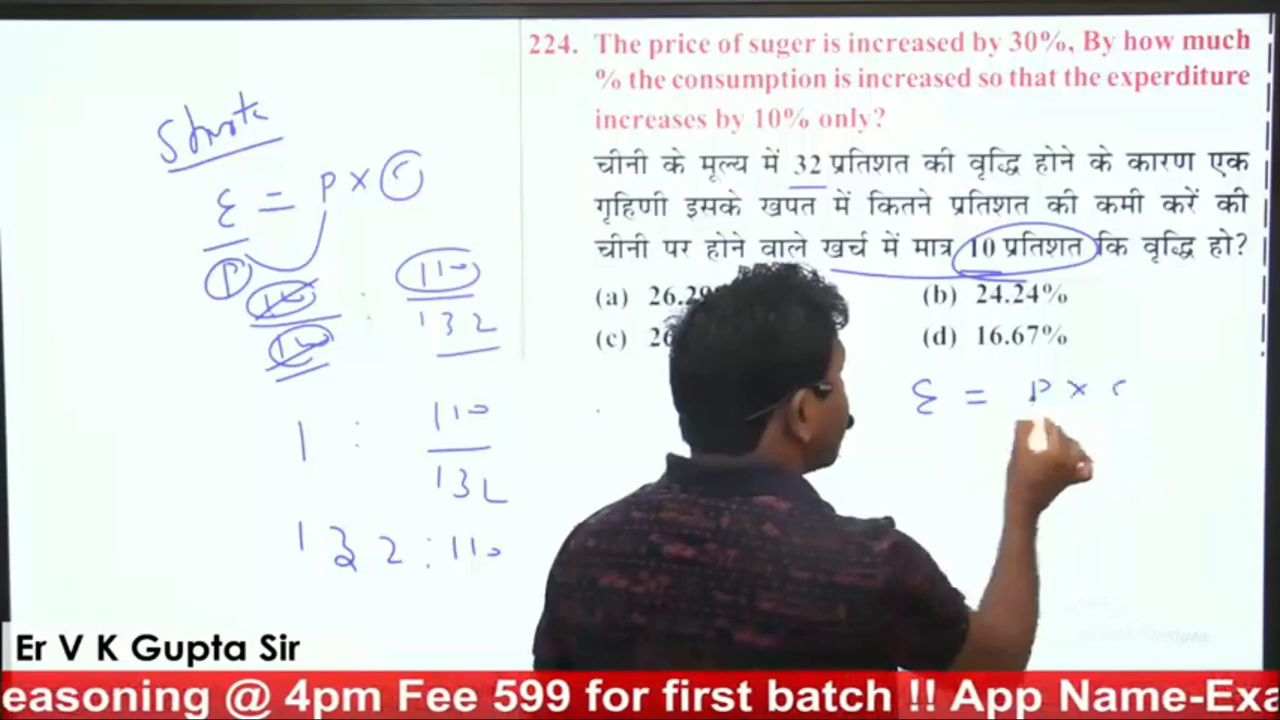 224. The price of suger is increased by 30%, By how much
% the consumption is increased so that the experditure
increases by 10% only?
चीनी के मूल्य में 32 प्रतिशत की वृद्धि होने के कारण एक
गृहिणी इसके खपत में कितने प्रतिशत की कमी करें की
चीनी पर होने वाले खर्च में मात्र 10 प्रतिशत कि वृद्धि हो?
(a) 26.29
(b) 24.24%
(c) 26
(d) 16.67%
E = P × C
P
100 : 110
100 132
1 : 110
132
132 : 110
E = P × C
Er V K Gupta Sir
easoning @ 4pm Fee 599 for first batch !! App Name-Exa